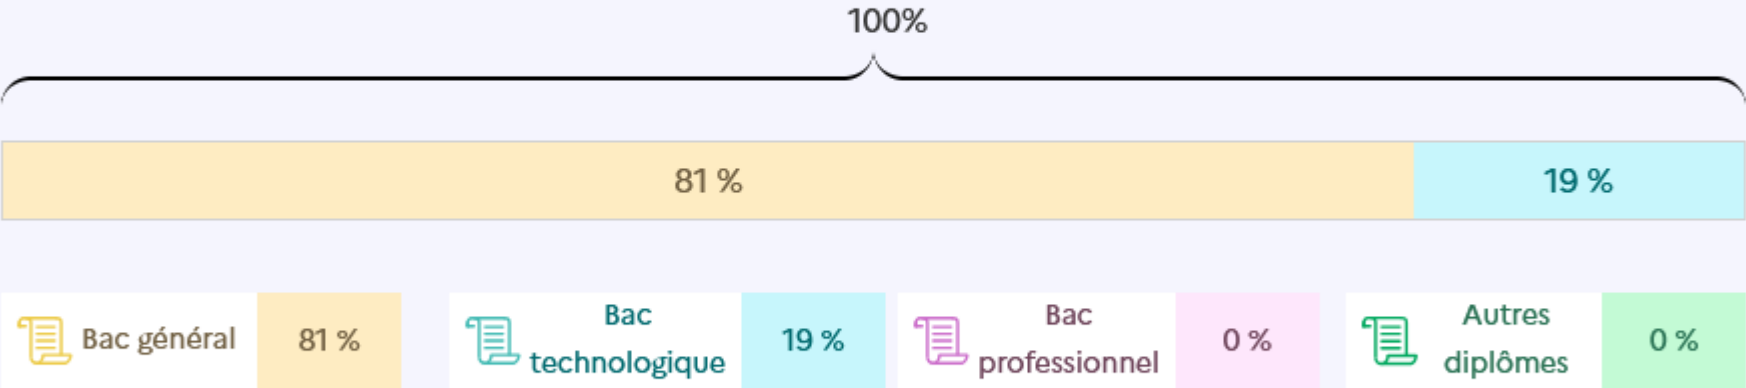 100%
81 %
19 %
Bac général
81 %
Bac
technologique
19 %
Bac
professionnel
0 %
Autres
diplômes
0 %